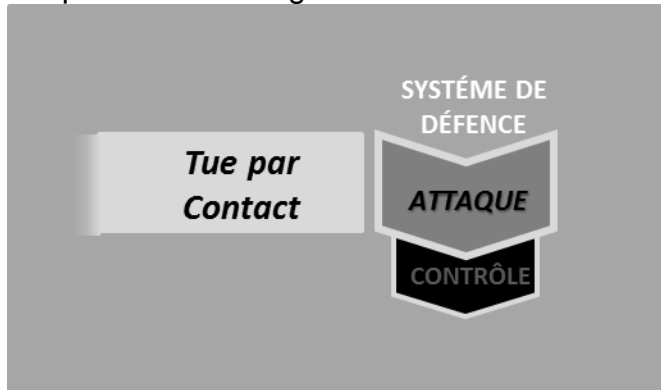 SYSTÉME DE
DÉFENCE
Tue par
Contact
ATTAQUE
CONTRÔLE